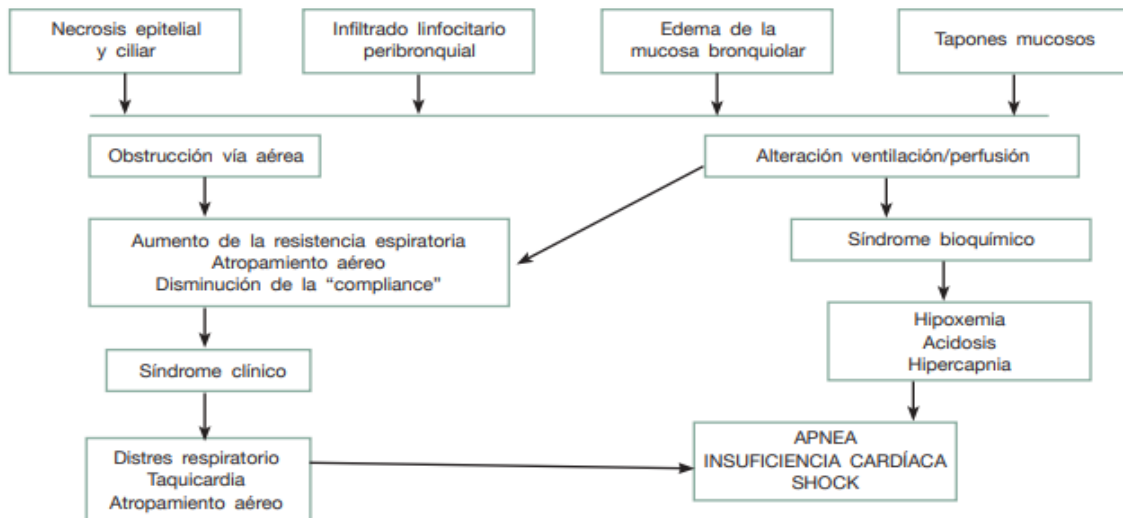 Necrosis epitelial
y ciliar
Infiltrado linfocitario
peribronquial
Edema de la
mucosa bronquiolar
Tapones mucosos
Obstrucción vía aérea
Alteración ventilación/perfusión
Aumento de la resistencia espiratoria
Atropamiento aéreo
Disminución de la “compliance”
Síndrome bioquímico
Hipoxemia
Acidosis
Hipercapnia
Síndrome clínico
Distres respiratorio
Taquicardia
Atropamiento aéreo
APNEA
INSUFICIENCIA CARDÍACA
SHOCK